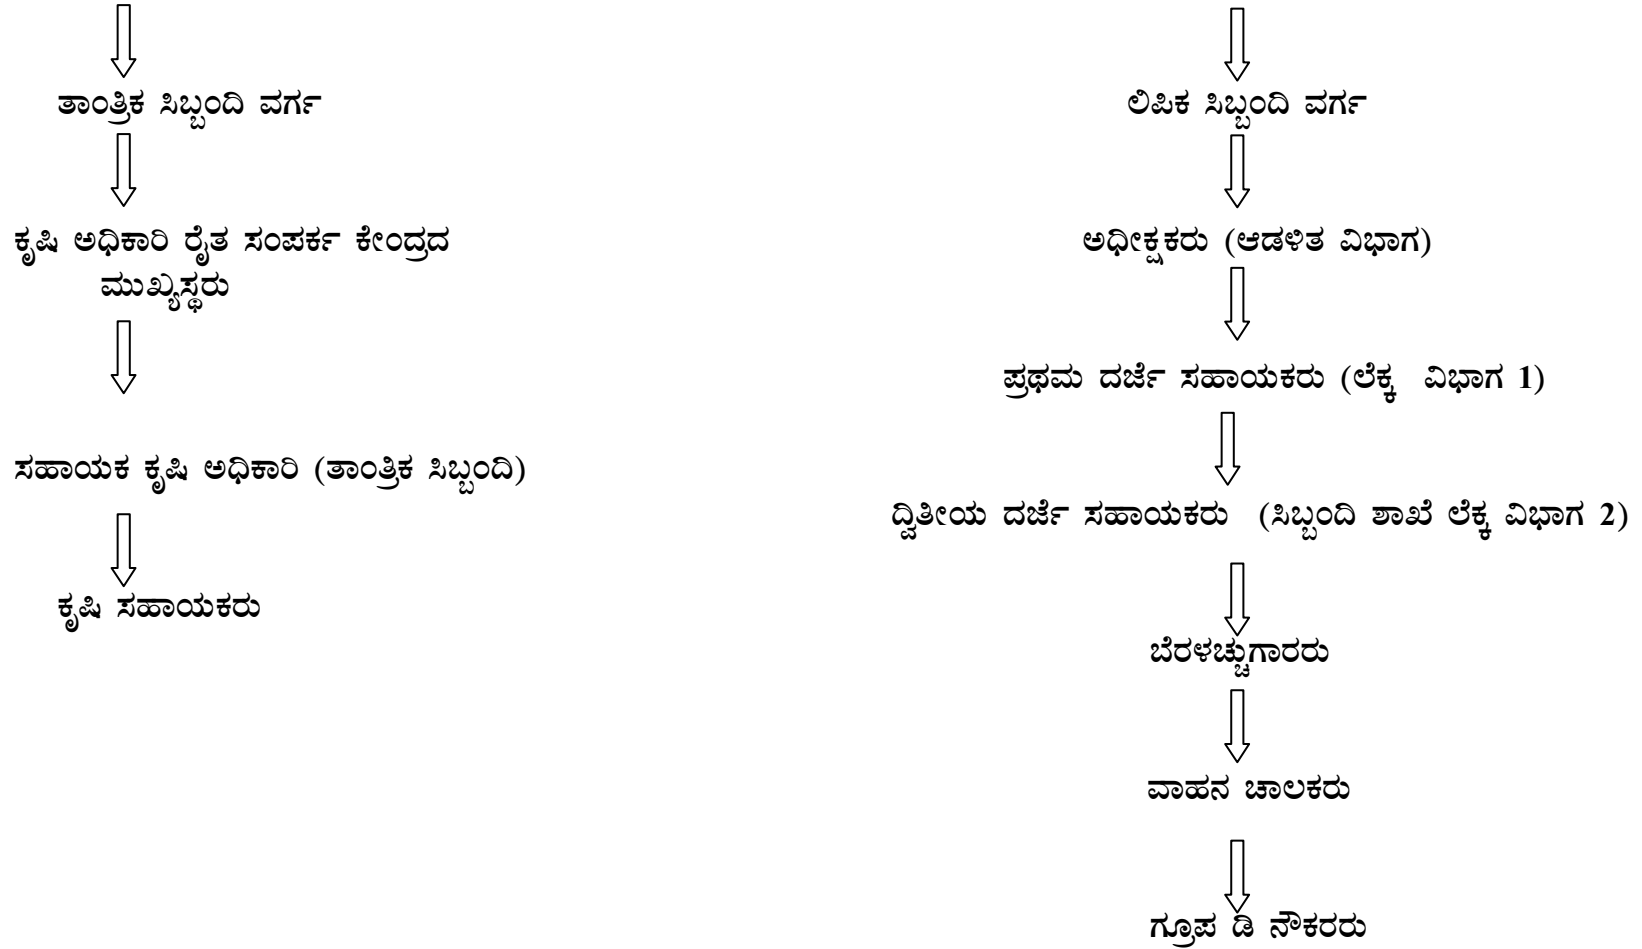 ತಾಂತ್ರಿಕ ಸಿಬ್ಬಂದಿ ವರ್ಗ
ಕೃಷಿ ಅಧಿಕಾರಿ ರೈತ ಸಂಪರ್ಕ ಕೇಂದ್ರದ
ಮುಖ್ಯಸ್ಥರು
ಸಹಾಯಕ ಕೃಷಿ ಅಧಿಕಾರಿ (ತಾಂತ್ರಿಕ ಸಿಬ್ಬಂದಿ)
ಕೃಷಿ ಸಹಾಯಕರು
ಲಿಪಿಕ ಸಿಬ್ಬಂದಿ ವರ್ಗ
ಅಧೀಕ್ಷಕರು (ಆಡಳಿತ ವಿಭಾಗ)
ಪ್ರಥಮ ದರ್ಜೆ ಸಹಾಯಕರು (ಲೆಕ್ಕ ವಿಭಾಗ 1)
ದ್ವಿತೀಯ ದರ್ಜೆ ಸಹಾಯಕರು (ಸಿಬ್ಬಂದಿ ಶಾಖೆ ಲೆಕ್ಕ ವಿಭಾಗ 2)
ಬೆರಳಚ್ಚುಗಾರರು
ವಾಹನ ಚಾಲಕರು
ಗ್ರೂಪ ಡಿ ನೌಕರರು